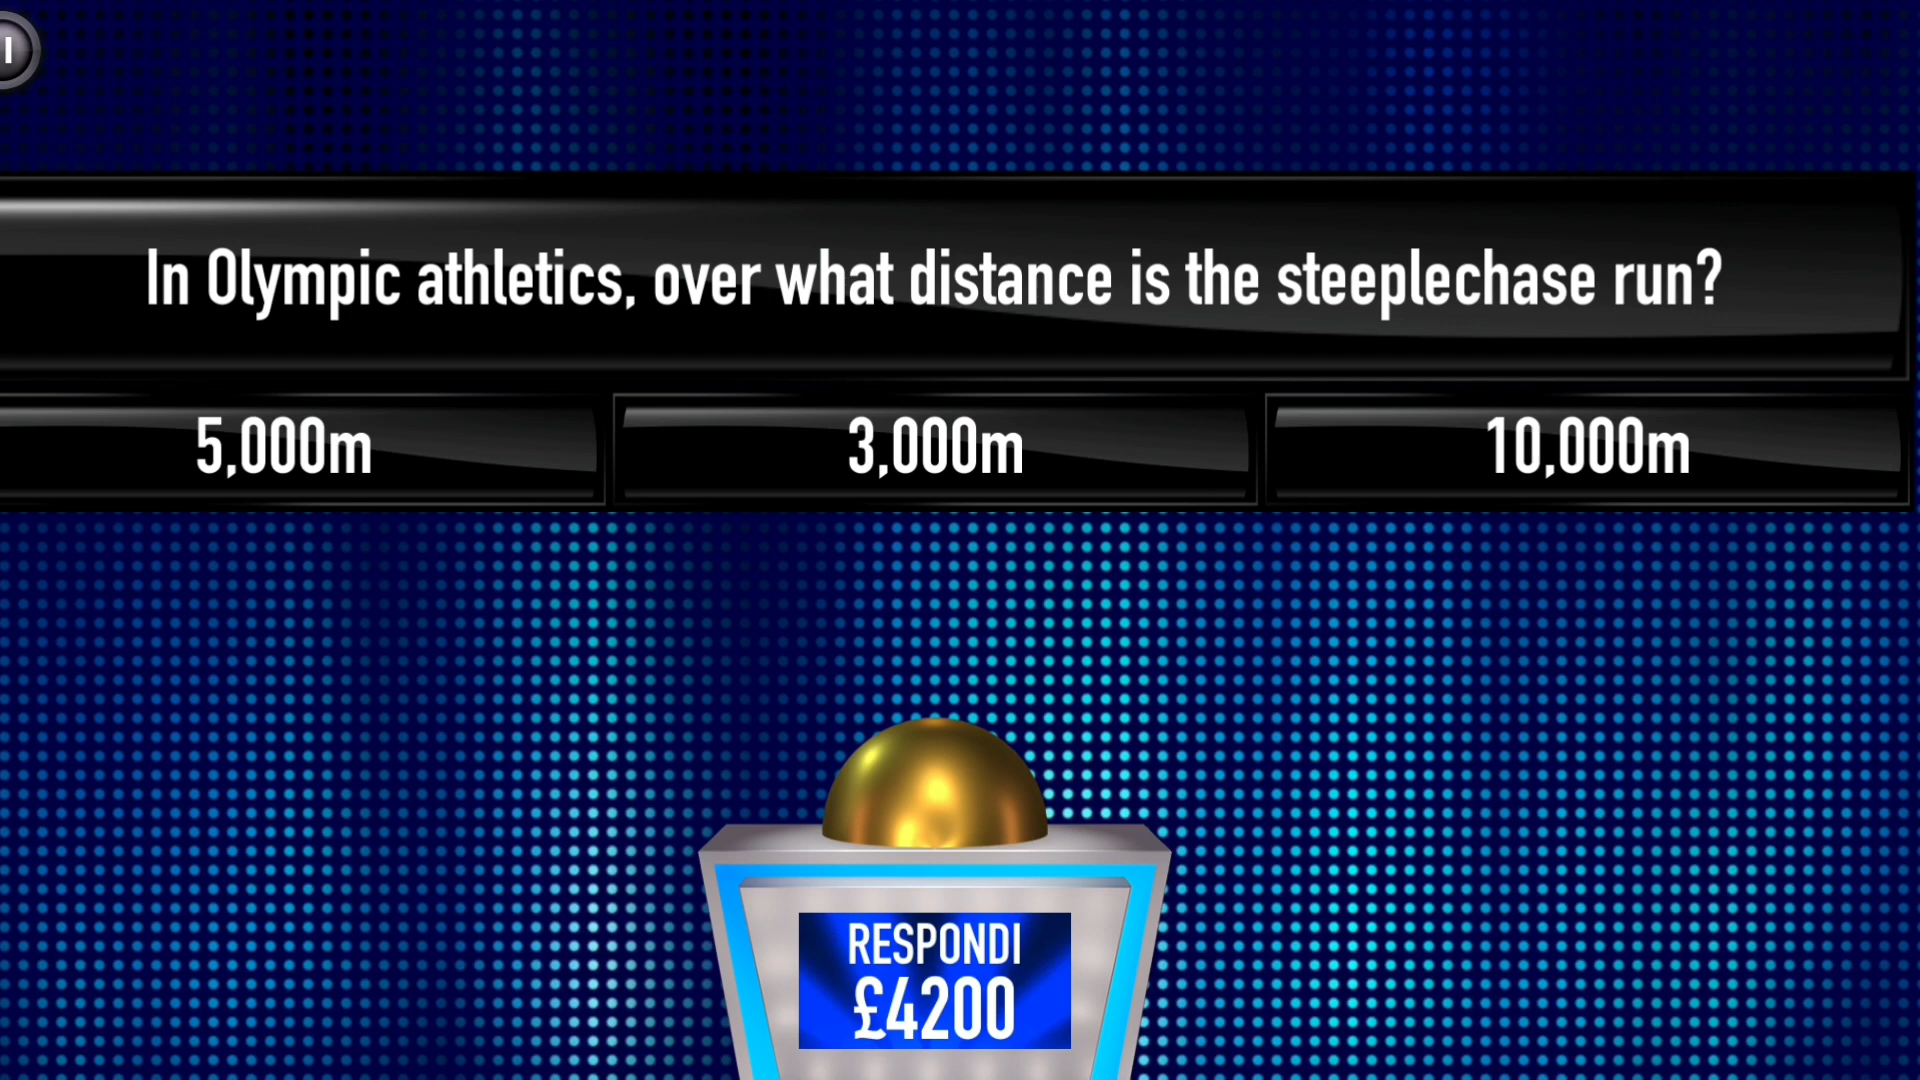 In Olympic athletics, over what distance is the steeplechase run?
5,000m
3,000m
10,000m
RESPONDI
£4200